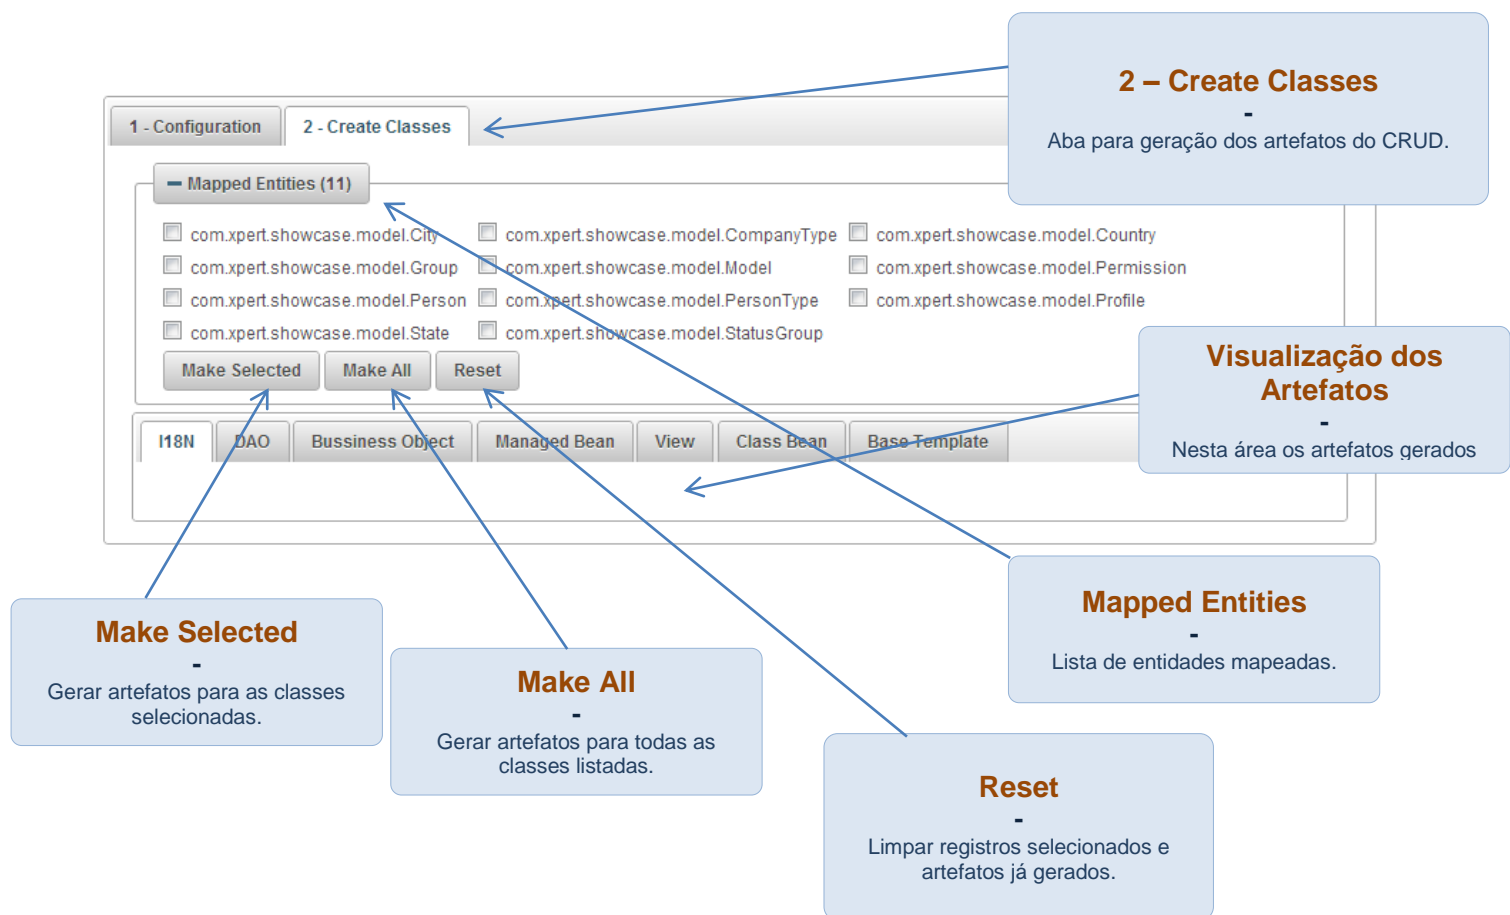 2 – Create Classes
-
Aba para geração dos artefatos do CRUD.
1 - Configuration 2 - Create Classes
Mapped Entities (11)
com.xpert.showcase.model.City com.xpert.showcase.model.CompanyType com.xpert.showcase.model.Country
com.xpert.showcase.model.Group com.xpert.showcase.model.Model com.xpert.showcase.model.Permission
com.xpert.showcase.model.Person com.xpert.showcase.model.PersonType com.xpert.showcase.model.Profile
com.xpert.showcase.model.State com.xpert.showcase.model.StatusGroup
Make Selected Make All Reset
Visualização dos
Artefatos
-
Nesta área os artefatos gerados
I18N DAO Bussiness Object Managed Bean View Class Bean Base Template
Mapped Entities
-
Lista de entidades mapeadas.
Make Selected
-
Gerar artefatos para as classes
selecionadas.
Make All
-
Gerar artefatos para todas as
classes listadas.
Reset
-
Limpar registros selecionados e
artefatos já gerados.